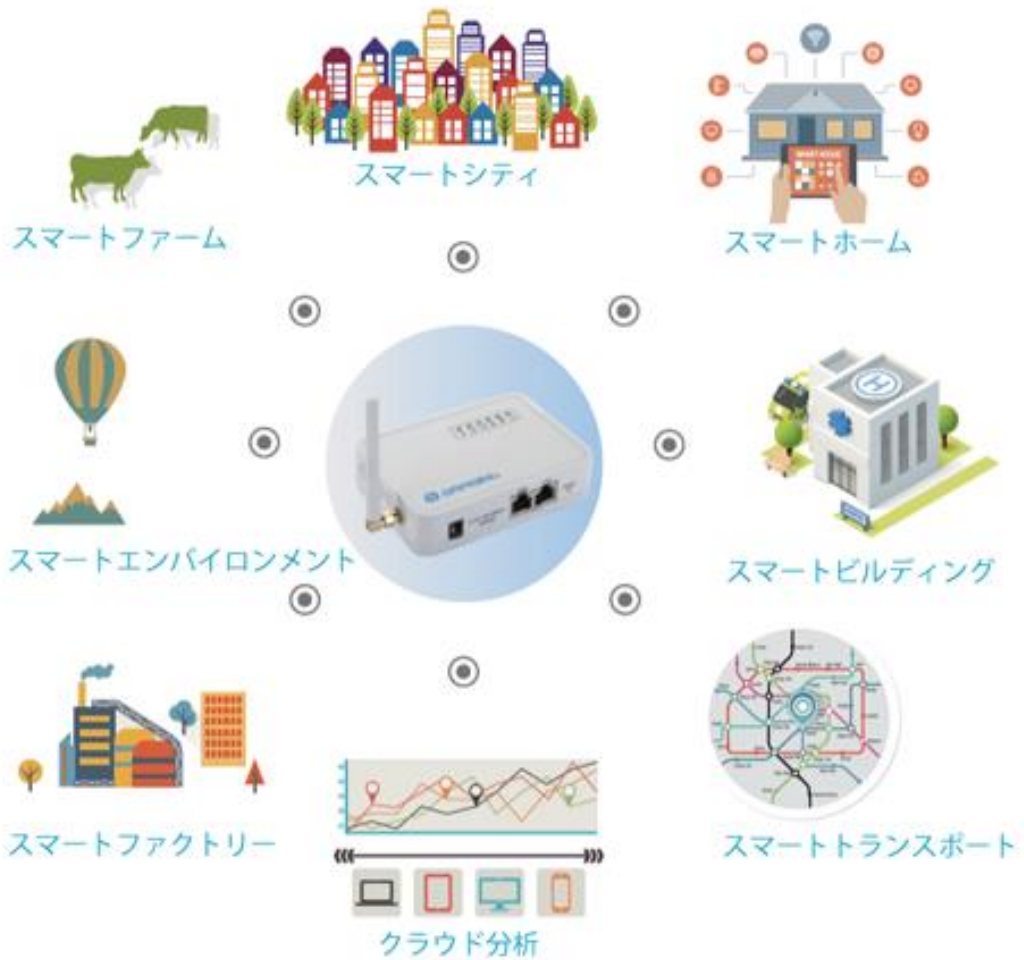 スマートシティ
スマートファーム
スマートホーム
スマートエンバイロンメント
スマートビルディング
スマートファクトリー
スマートトランスポート
クラウド分析